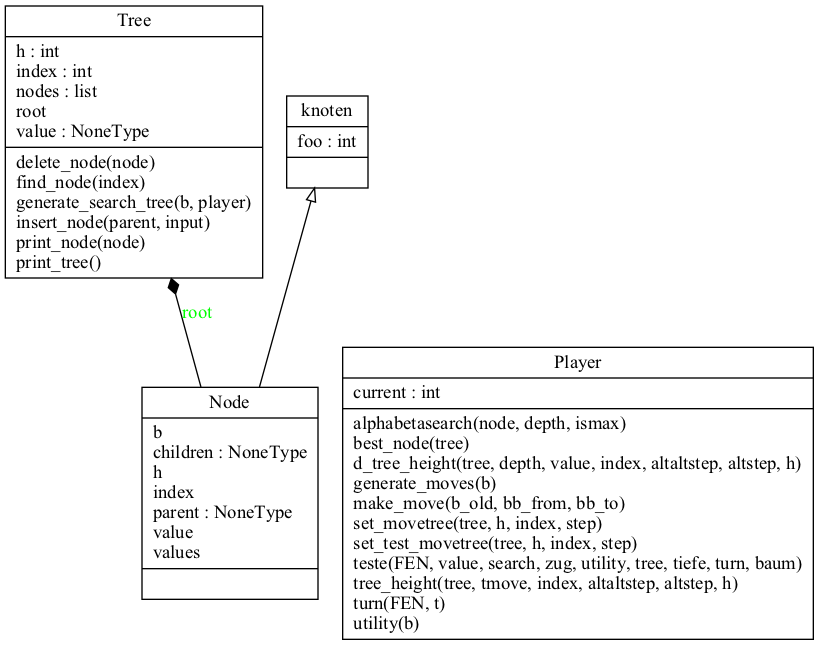 Tree
h : int
index : int
nodes : list
root
value : NoneType
delete_node(node)
find_node(index)
generate_search_tree(b, player)
insert_node(parent, input)
print_node(node)
print_tree()
knoten
foo : int
root
Node
b
children : NoneType
h
index
parent : NoneType
value
values
Player
current : int
alphabetasearch(node, depth, ismax)
best_node(tree)
d_tree_height(tree, depth, value, index, altaltstep, altstep, h)
generate_moves(b)
make_move(b_old, bb_from, bb_to)
set_movetree(tree, h, index, step)
set_test_movetree(tree, h, index, step)
teste(FEN, value, search, zug, utility, tree, tiefe, turn, baum)
tree_height(tree, tmove, index, altaltstep, altstep, h)
turn(FEN, t)
utility(b)